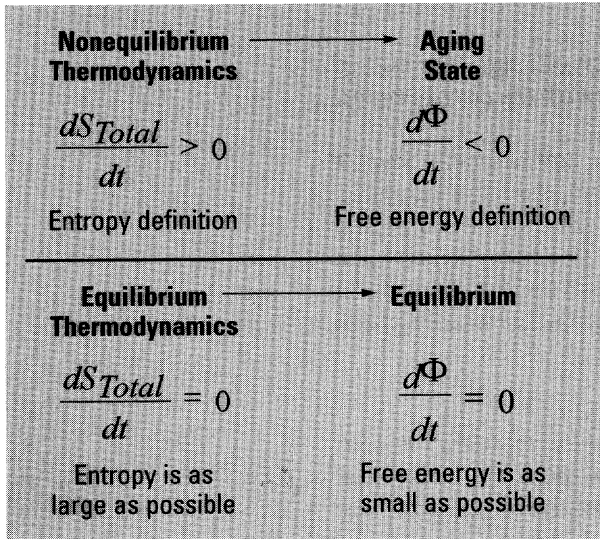 Nonequilibrium
Thermodynamics
Aging
State
dS_Total/dt > 0
dΦ/dt < 0
Entropy definition
Free energy definition
Equilibrium
Thermodynamics
Equilibrium
dS_Total/dt = 0
dΦ/dt = 0
Entropy is as
large as possible
Free energy is as
small as possible